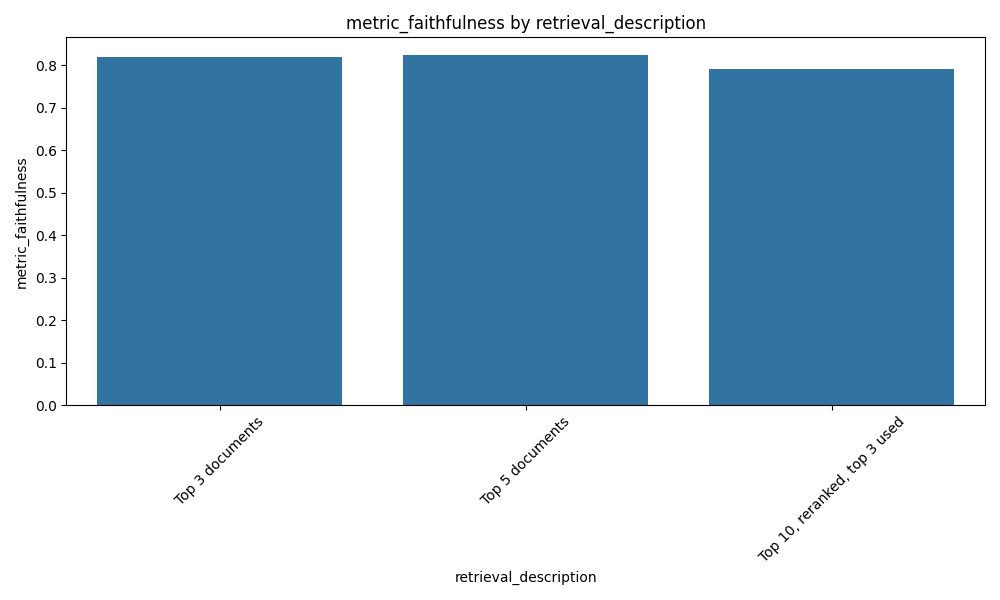 metric_faithfulness by retrieval_description
metric_faithfulness
0.8
0.7
0.6
0.5
0.4
0.3
0.2
0.1
0.0
Top 3 documents
Top 5 documents
Top 10, reranked, top 3 used
retrieval_description